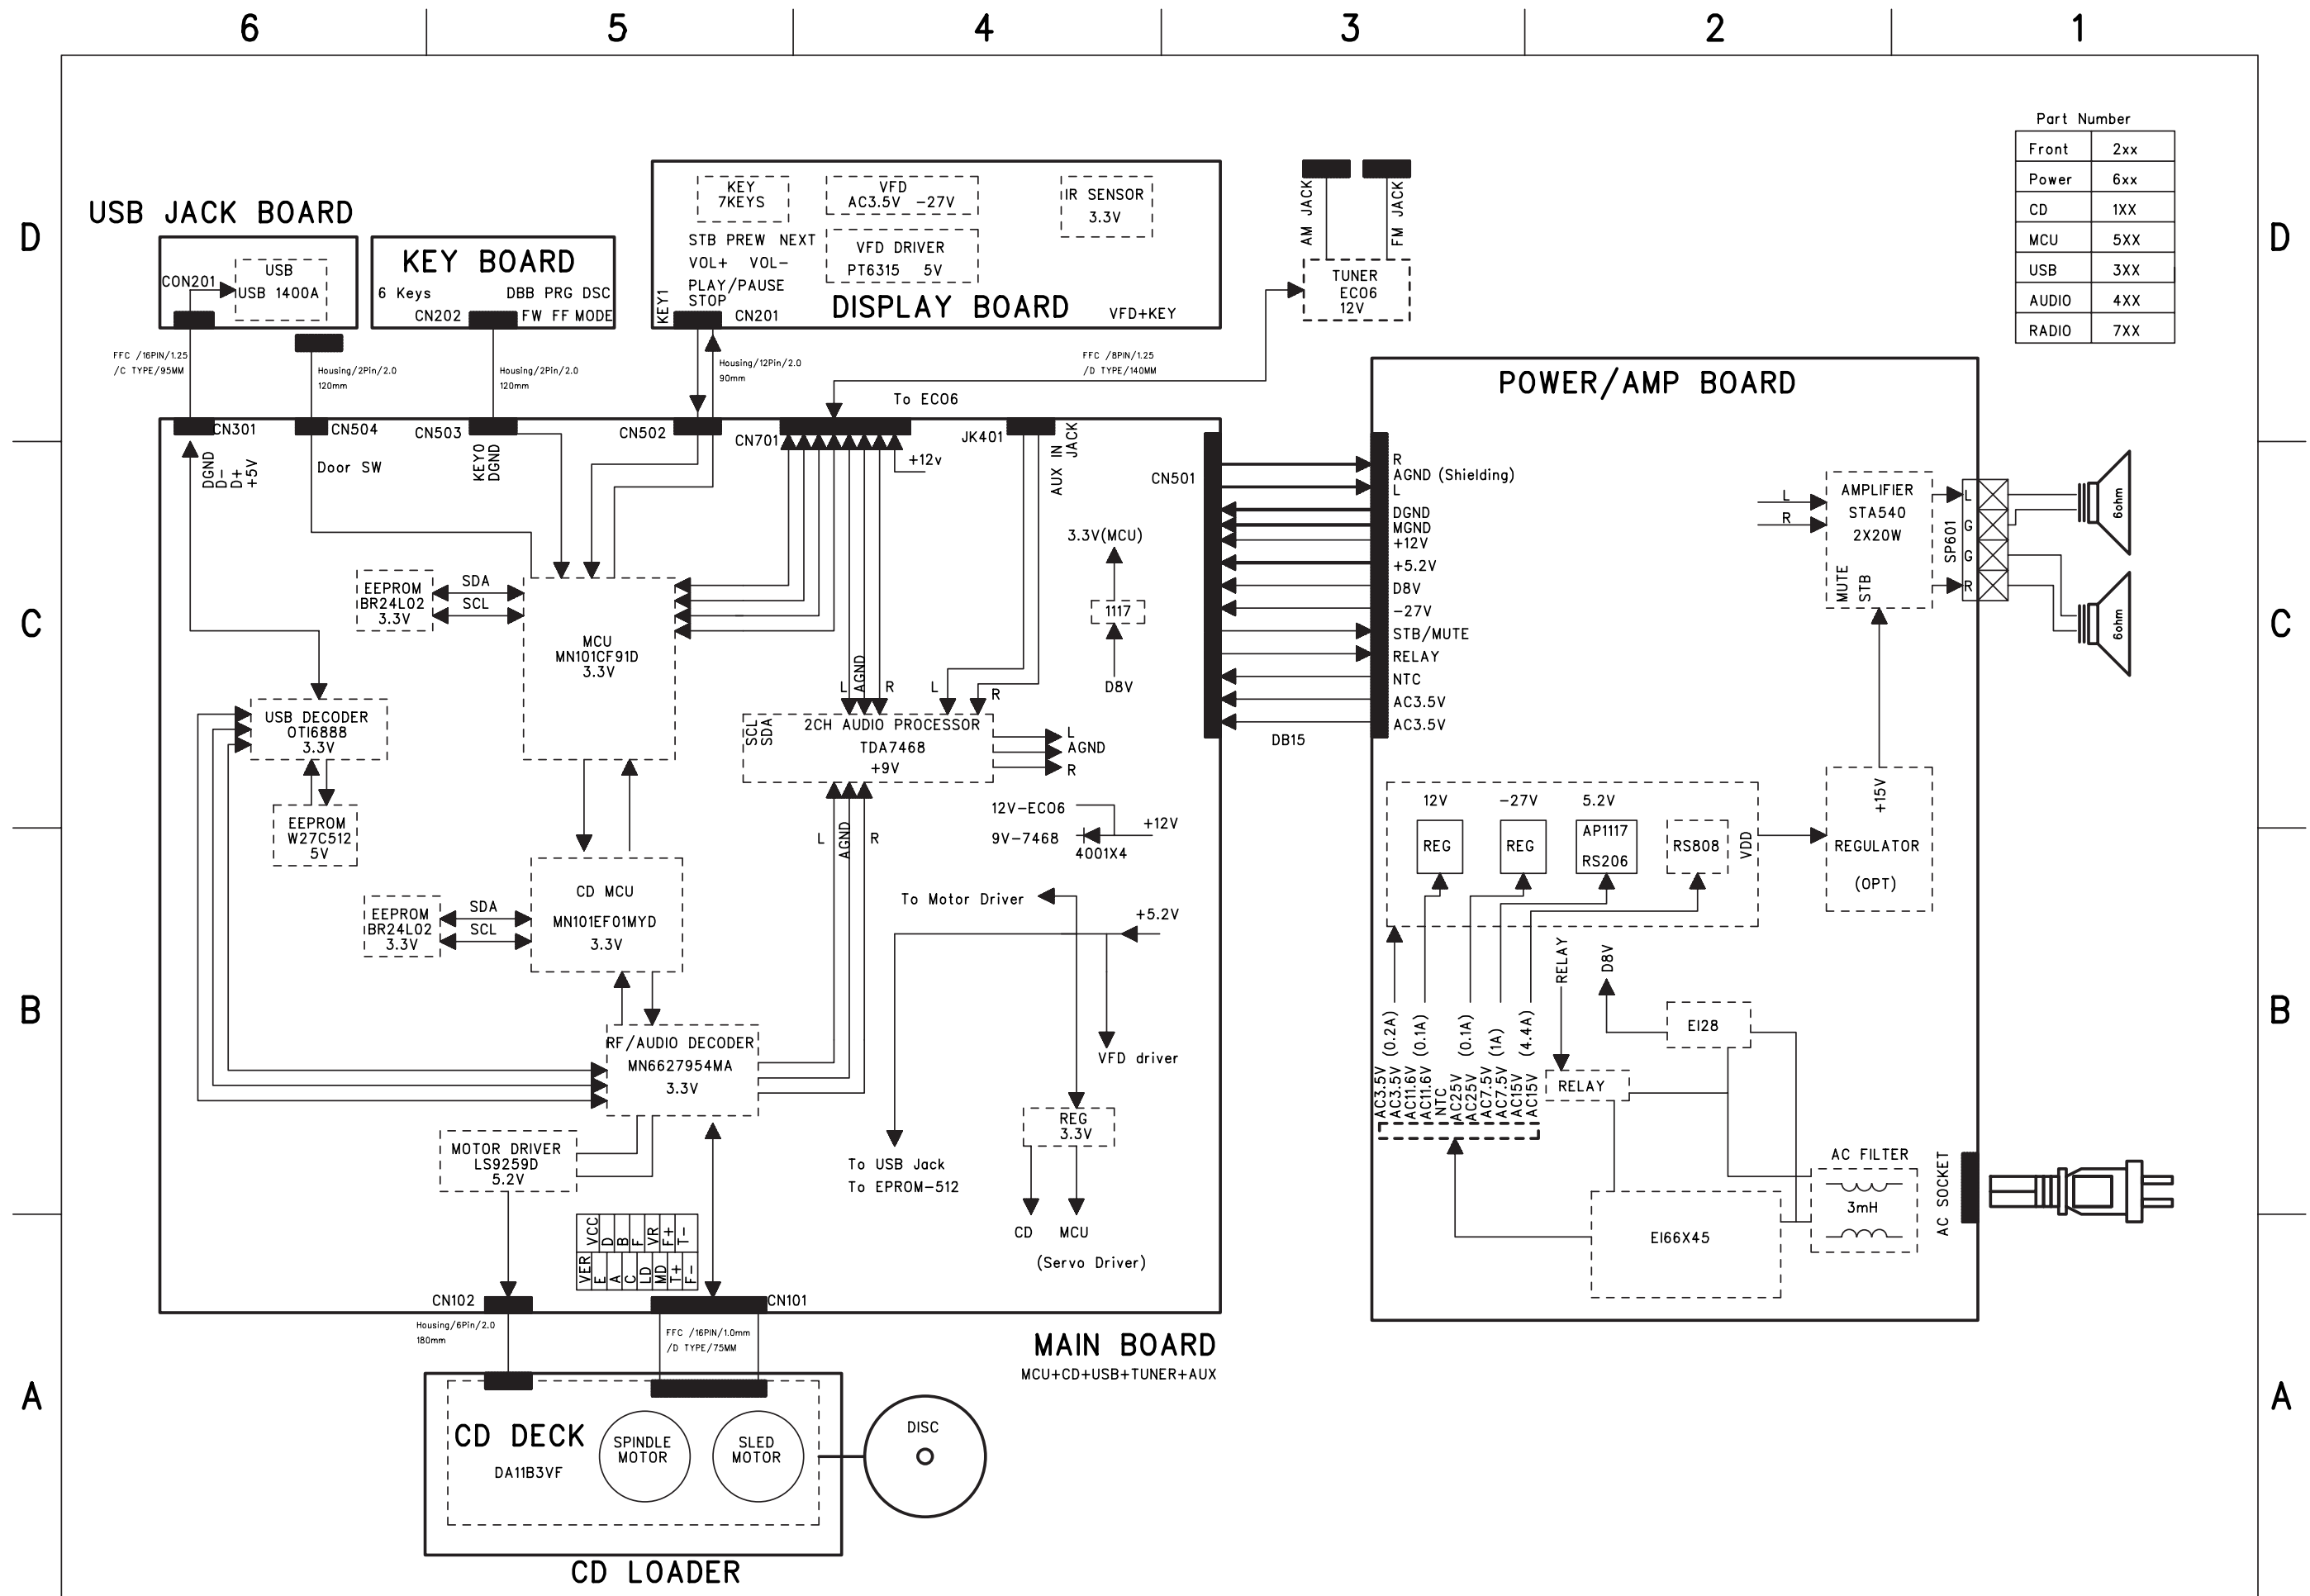 6 5 4 3 2 1
Part Number
Front 2xx
Power 6xx
CD 1XX
MCU 5XX
USB 3XX
AUDIO 4XX
RADIO 7XX
D
D
C
C
B
B
A
A
USB JACK BOARD
CON201
USB
USB 1400A
KEY BOARD
6 Keys DBB PRG DSC
CN202 FW FF MODE
KEY
7KEYS
STB PREW NEXT
VOL+ VOL-
PLAY/PAUSE
STOP
KEY1
CN201
VFD
AC3.5V -27V
VFD DRIVER
PT6315 5V
IR SENSOR
3.3V
DISPLAY BOARD
VFD+KEY
AM JACK
FM JACK
TUNER
ECO6
12V
FFC /16PIN/1.25
/C TYPE/95MM
Housing/2Pin/2.0
120mm
Housing/2Pin/2.0
120mm
Housing/12Pin/2.0
90mm
FFC /8PIN/1.25
/D TYPE/140MM
To ECO6
CN301
CN504
CN503
CN502
CN701
JK401
CN501
DGND
D-
D+
+5V
Door SW
KEYO
DGND
+12v
AUX IN
JACK
EEPROM
BR24L02
3.3V
SDA
SCL
MCU
MN101CF91D
3.3V
3.3V(MCU)
1117
D8V
L
AGND
R
L
R
USB DECODER
OTI6888
3.3V
EEPROM
W27C512
5V
SCL
SDA
2CH AUDIO PROCESSOR
TDA7468
+9V
L
AGND
R
12V-ECO6
9V-7468
+12V
4001X4
L
AGND
R
EEPROM
BR24L02
3.3V
SDA
SCL
CD MCU
MN101EF01MYD
3.3V
To Motor Driver
+5.2V
VFD driver
RF/AUDIO DECODER
MN6627954MA
3.3V
REG
3.3V
MOTOR DRIVER
LS9259D
5.2V
To USB Jack
To EPROM-512
CD MCU
(Servo Driver)
VCC
D
B
F
VR
F+
T-
VER
E
A
C
LD
MD
T+
F-
CN102
CN101
Housing/6Pin/2.0
180mm
FFC /16PIN/1.0mm
/D TYPE/75MM
MAIN BOARD
MCU+CD+USB+TUNER+AUX
CD DECK
DA11B3VF
SPINDLE
MOTOR
SLED
MOTOR
DISC
CD LOADER
POWER/AMP BOARD
R
AGND (Shielding)
L
DGND
MGND
+12V
+5.2V
D8V
-27V
STB/MUTE
RELAY
NTC
AC3.5V
AC3.5V
DB15
L
R
AMPLIFIER
STA540
2X20W
MUTE
STB
SP601
L
G
G
R
6ohm
6ohm
12V
REG
-27V
REG
5.2V
AP1117
RS206
RS808
VDD
+15V
REGULATOR
(OPT)
RELAY
D8V
EI28
RELAY
AC3.5V
AC3.5V (0.2A)
AC11.6V
AC11.6V (0.1A)
NTC
AC25V
AC25V (0.1A)
AC7.5V
AC7.5V (1A)
AC15V
AC15V (4.4A)
EI66X45
AC FILTER
3mH
AC SOCKET